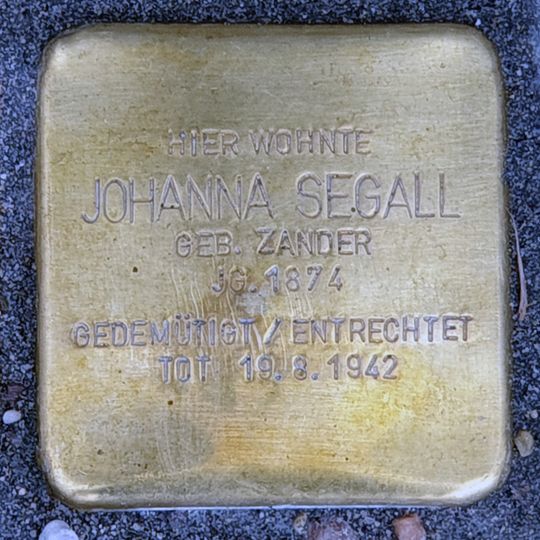 HIER WOHNTE
JOHANNA SEGALL
GEB. ZANDER
JG. 1874
GEDEMÜTIGT / ENTRECHTET
TOT 19.8.1942